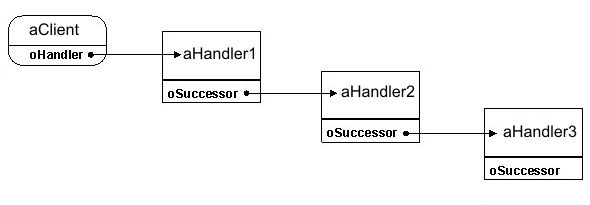 aClient
oHandler
aHandler1
oSuccessor
aHandler2
oSuccessor
aHandler3
oSuccessor